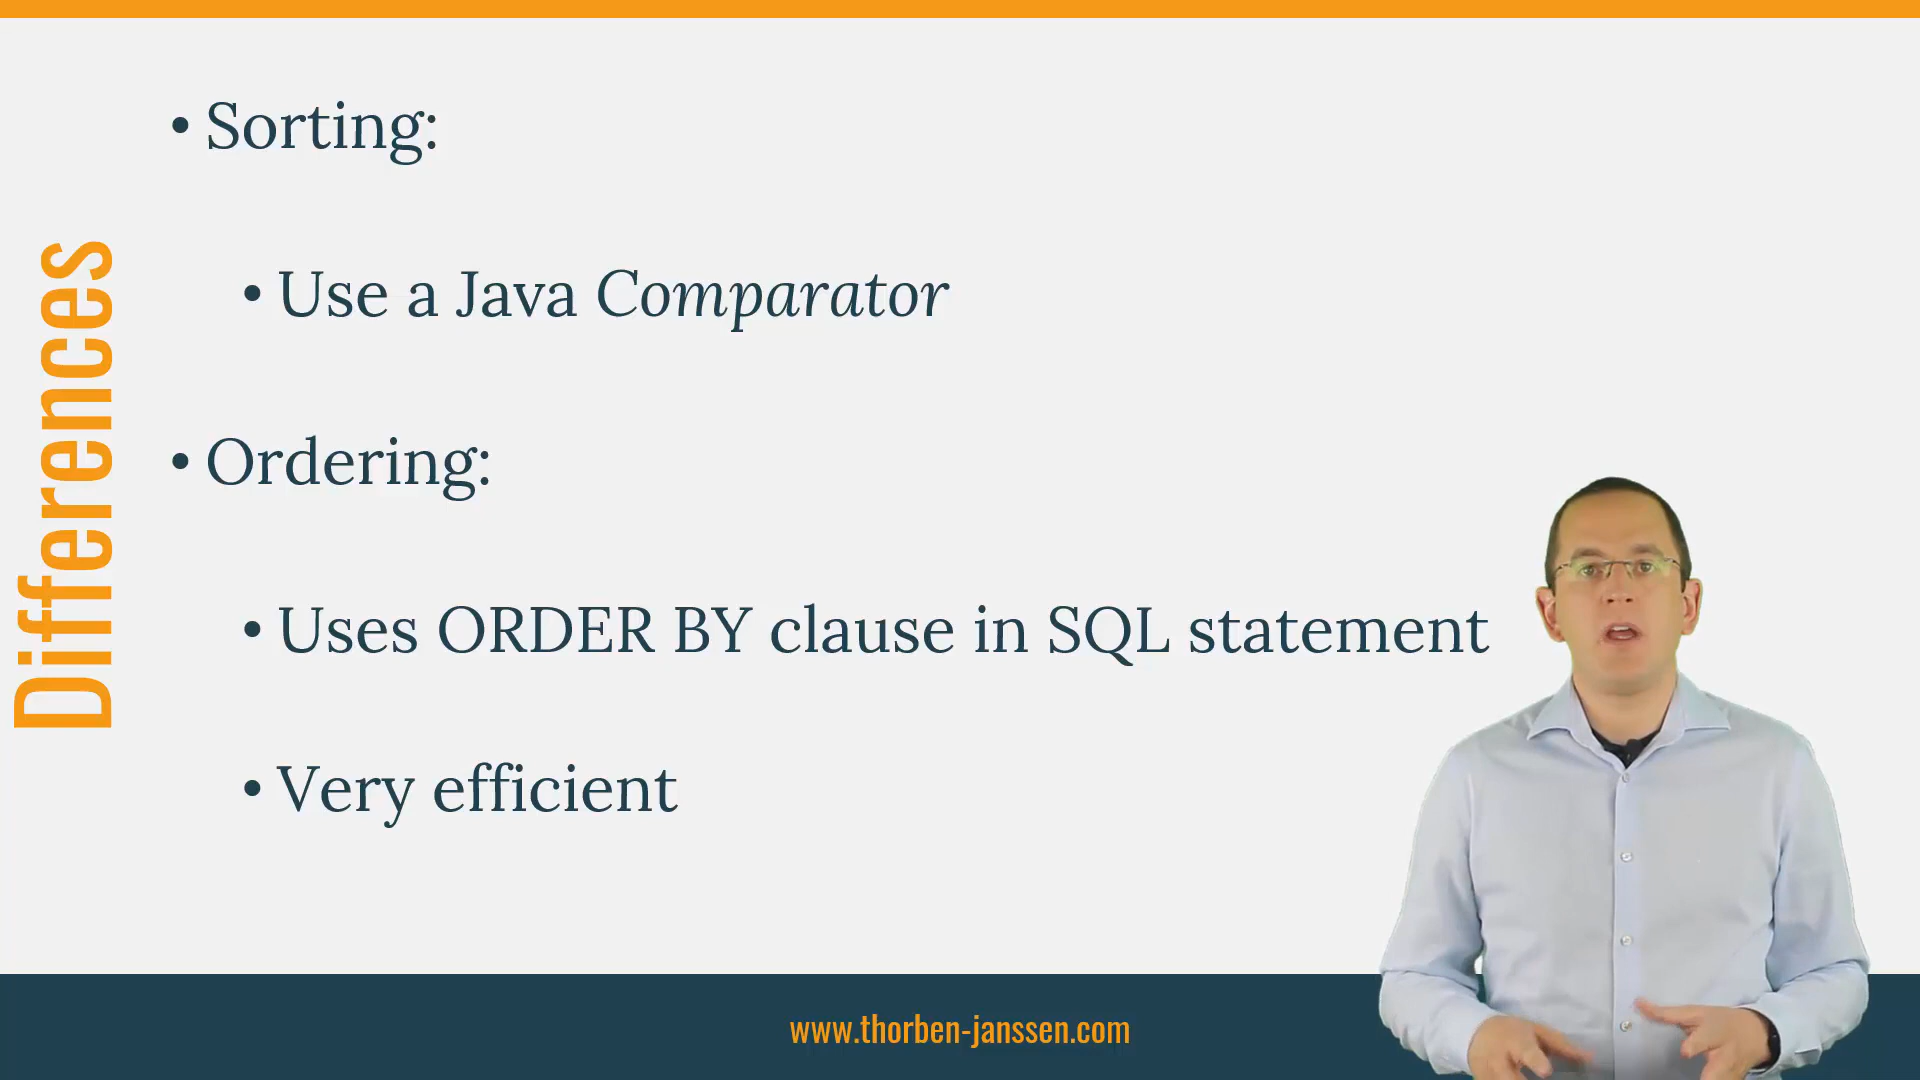 Differences
• Sorting:
• Use a Java Comparator
• Ordering:
• Uses ORDER BY clause in SQL statement
• Very efficient
www.thorben-janssen.com